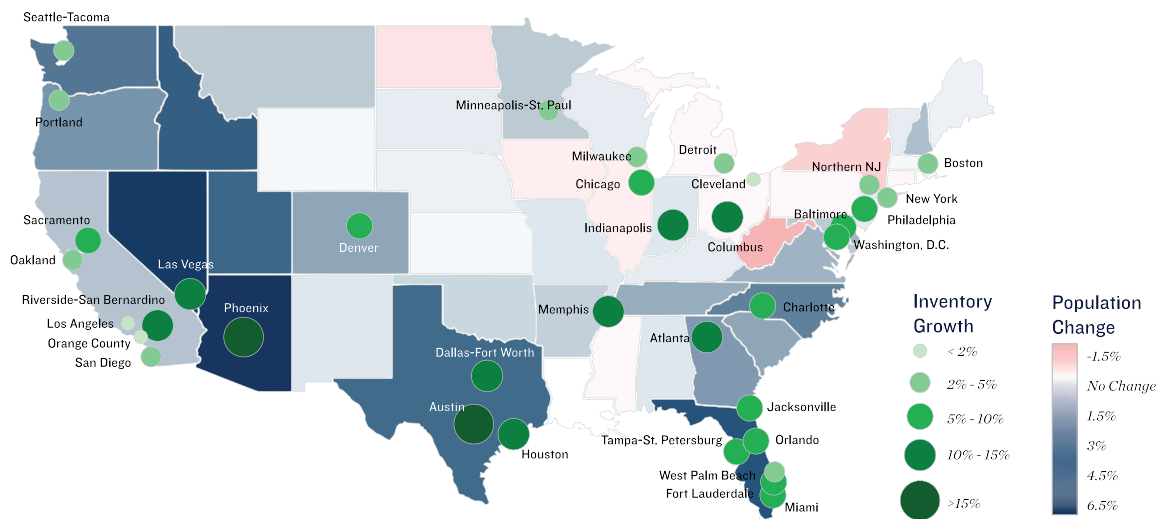 Seattle-Tacoma
Portland
Minneapolis-St. Paul
Milwaukee
Detroit
Chicago
Cleveland
Northern NJ
Boston
New York
Baltimore
Philadelphia
Washington, D.C.
Sacramento
Oakland
Denver
Indianapolis
Columbus
Las Vegas
Riverside-San Bernardino
Phoenix
Los Angeles
Orange County
San Diego
Memphis
Charlotte
Atlanta
Dallas-Fort Worth
Austin
Houston
Jacksonville
Tampa-St. Petersburg
Orlando
West Palm Beach
Fort Lauderdale
Miami
Inventory
Growth
< 2%
2% - 5%
5% - 10%
10% - 15%
>15%
Population
Change
-1.5%
No Change
1.5%
3%
4.5%
6.5%